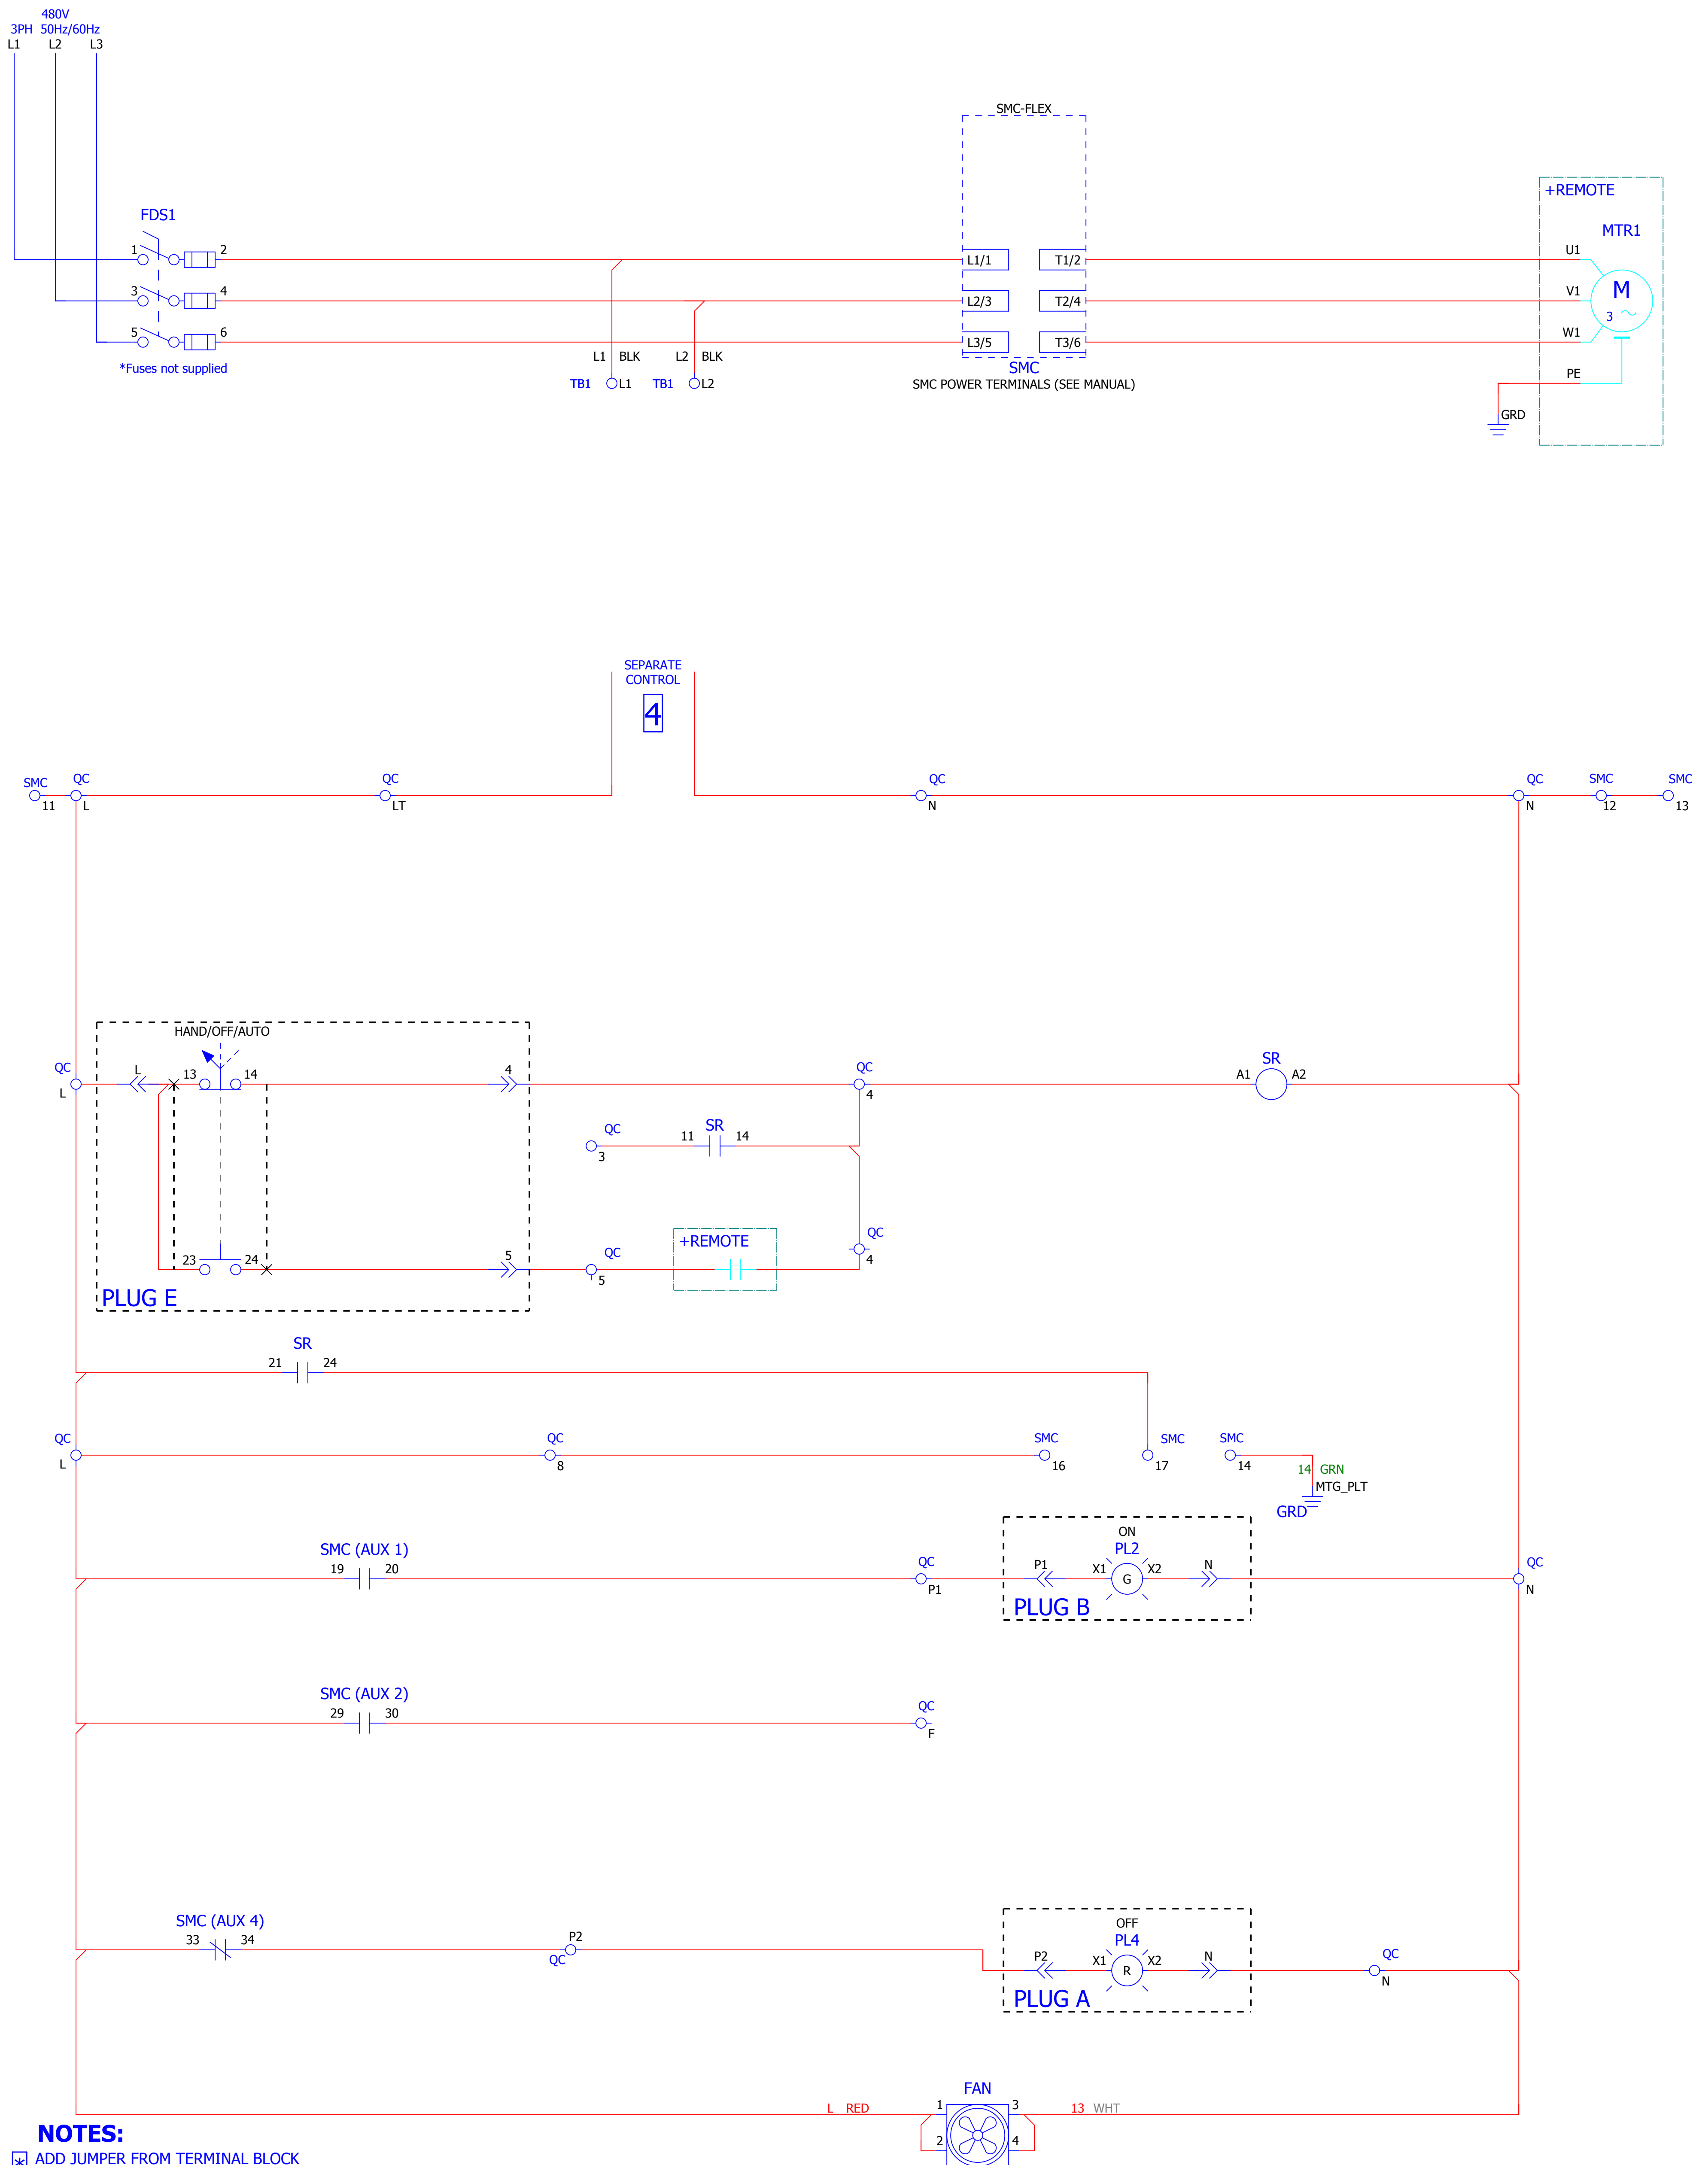 480V
3PH 50Hz/60Hz
L1 L2 L3
SMC-FLEX
+REMOTE
FDS1
MTR1
1 2 L1/1 T1/2 U1
3 4 L2/3 T2/4 V1 M
3
5 6 L3/5 T3/6 W1
L1 BLK L2 BLK
*Fuses not supplied
SMC
PE
TB1 L1 TB1 L2
SMC POWER TERMINALS (SEE MANUAL)
GRD
SEPARATE
CONTROL
4
SMC QC QC QC QC SMC SMC
11 L LT N N 12 13
HAND/OFF/AUTO
QC L 13 14 4 QC A1 SR A2
L 4
QC 11 SR 14
3
+REMOTE QC
23 24 5 QC
5 4
PLUG E
SR
21 24
QC QC SMC SMC SMC
L 8 16 17 14
14 GRN
MTG_PLT
GRD
ON
SMC (AUX 1) PL2
19 20 QC P1 X1 G X2 N QC
P1 N
PLUG B
SMC (AUX 2)
29 30 QC
F
OFF
SMC (AUX 4)
33 34 P2 PL4
QC P2 X1 R X2 N QC
N
PLUG A
FAN
L RED 1 3 13 WHT
2 4
NOTES:
* ADD JUMPER FROM TERMINAL BLOCK